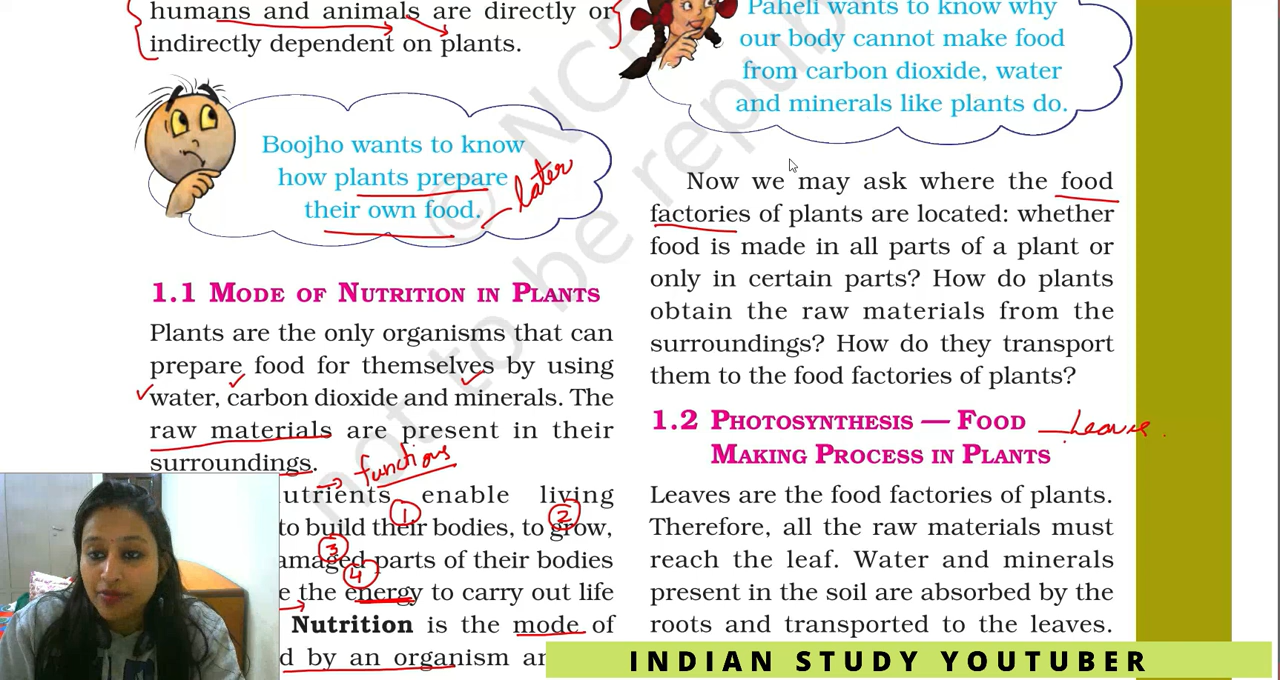 humans and animals are directly or
indirectly dependent on plants.
Boojho wants to know
how plants prepare
their own food.
later
1.1 MODE OF NUTRITION IN PLANTS
Plants are the only organisms that can
prepare food for themselves by using
water, carbon dioxide and minerals. The
raw materials are present in their
surroundings.
functions
utrients enable living
1
2
to build their bodies, to grow,
3
amaged parts of their bodies
4
e the energy to carry out life
Nutrition is the mode of
d by an organism an
Paheli wants to know why
our body cannot make food
from carbon dioxide, water
and minerals like plants do.
Now we may ask where the food
factories of plants are located: whether
food is made in all parts of a plant or
only in certain parts? How do plants
obtain the raw materials from the
surroundings? How do they transport
them to the food factories of plants?
1.2 PHOTOSYNTHESIS — FOOD
MAKING PROCESS IN PLANTS
Leaves are the food factories of plants.
Therefore, all the raw materials must
reach the leaf. Water and minerals
present in the soil are absorbed by the
roots and transported to the leaves.
not to be republ
© NCE
INDIAN STUDY YOUTUBER